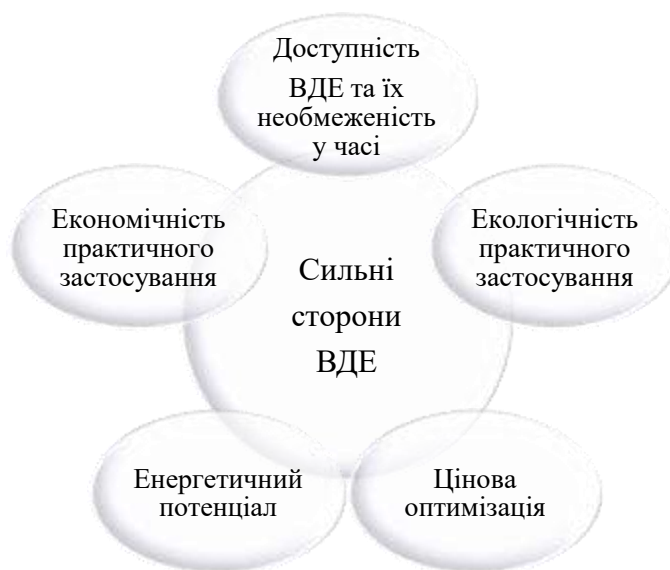 Доступність
ВДЕ та їх
необмеженість
у часі
Економічність
практичного
застосування
Екологічність
практичного
застосування
Сильні
сторони
ВДЕ
Енергетичний
потенціал
Цінова
оптимізація